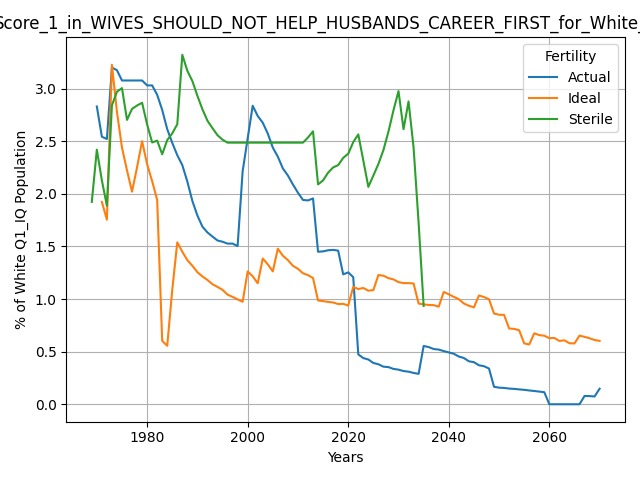 Score_1_in_WIVES_SHOULD_NOT_HELP_HUSBANDS_CAREER_FIRST_for_White_
Fertility
Actual
Ideal
Sterile
% of White Q1_IQ Population
3.0
2.5
2.0
1.5
1.0
0.5
0.0
1980
2000
2020
2040
2060
Years